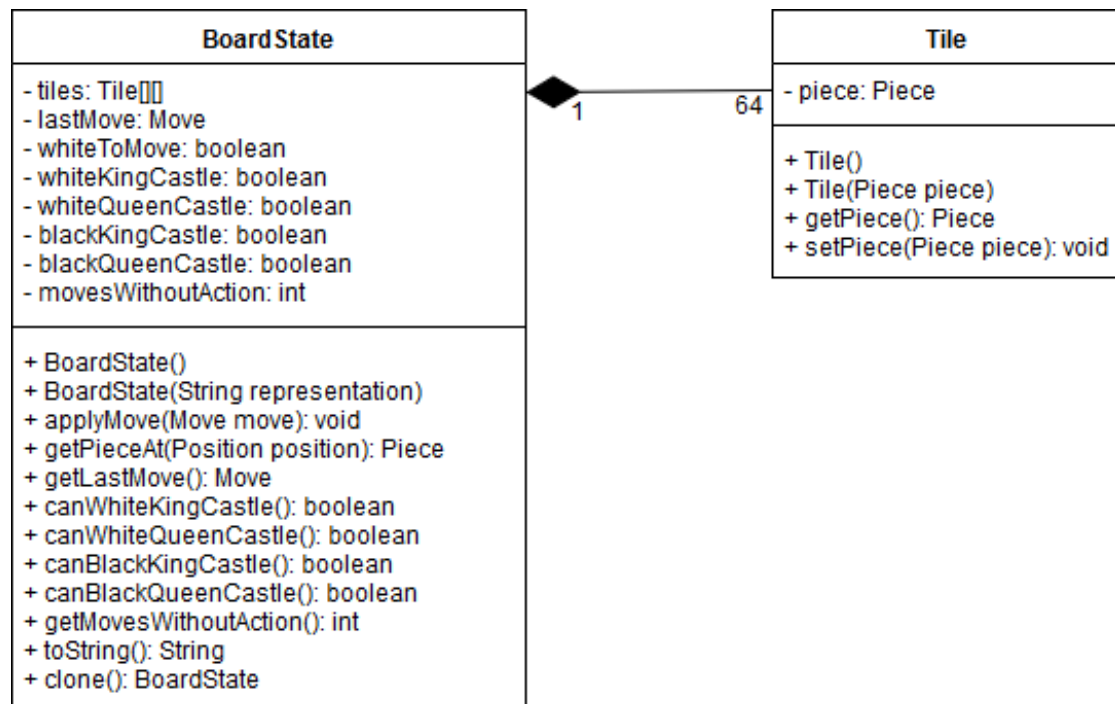 BoardState
- tiles: Tile[][]
- lastMove: Move
- whiteToMove: boolean
- whiteKingCastle: boolean
- whiteQueenCastle: boolean
- blackKingCastle: boolean
- blackQueenCastle: boolean
- movesWithoutAction: int
+ BoardState()
+ BoardState(String representation)
+ applyMove(Move move): void
+ getPieceAt(Position position): Piece
+ getLastMove(): Move
+ canWhiteKingCastle(): boolean
+ canWhiteQueenCastle(): boolean
+ canBlackKingCastle(): boolean
+ canBlackQueenCastle(): boolean
+ getMovesWithoutAction(): int
+ toString(): String
+ clone(): BoardState
1
64
Tile
- piece: Piece
+ Tile()
+ Tile(Piece piece)
+ getPiece(): Piece
+ setPiece(Piece piece): void